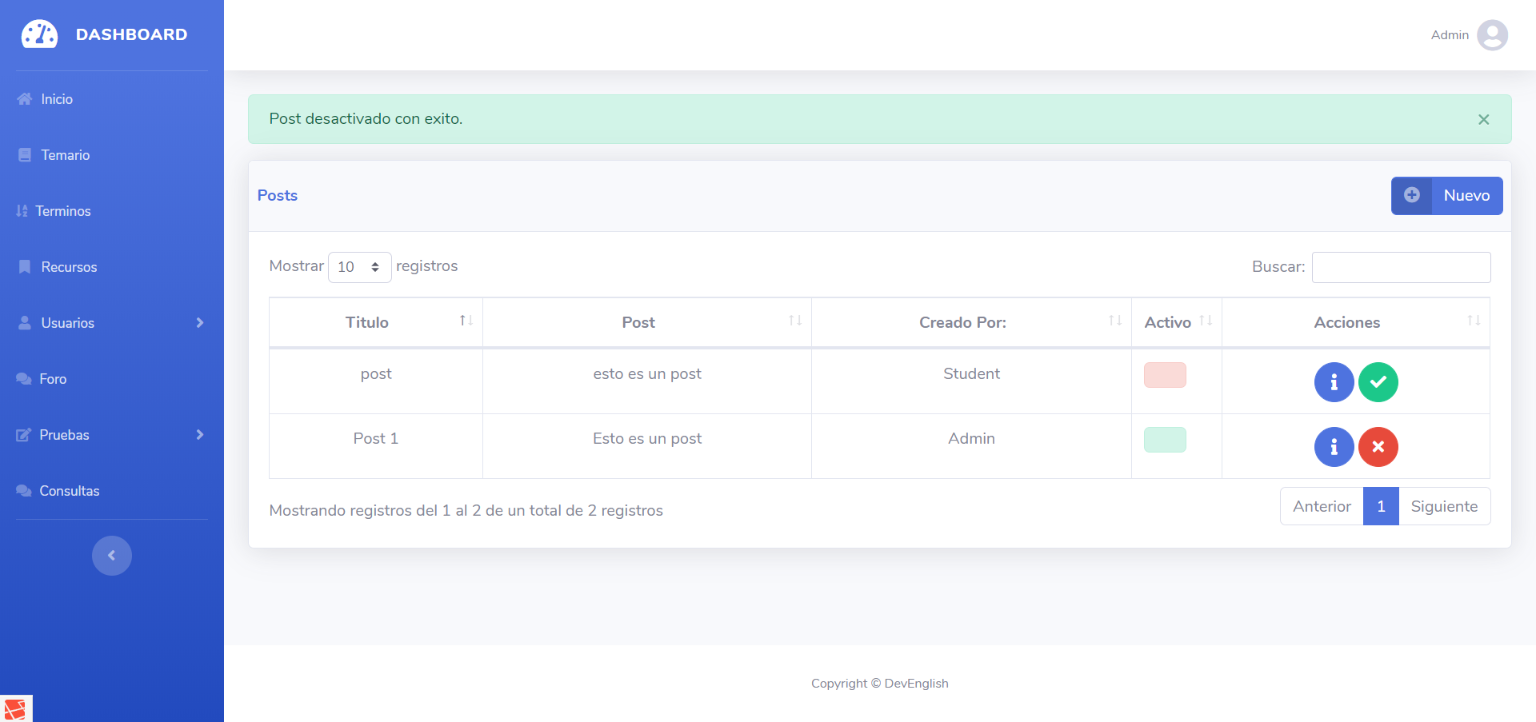 DASHBOARD
Admin
Inicio
Temario
Terminos
Recursos
Usuarios
Foro
Pruebas
Consultas
Post desactivado con exito. ×
Posts
Nuevo
Mostrar 10 registros
Buscar:
Titulo Post Creado Por: Activo Acciones
post esto es un post Student
Post 1 Esto es un post Admin
Mostrando registros del 1 al 2 de un total de 2 registros
Anterior 1 Siguiente
Copyright © DevEnglish